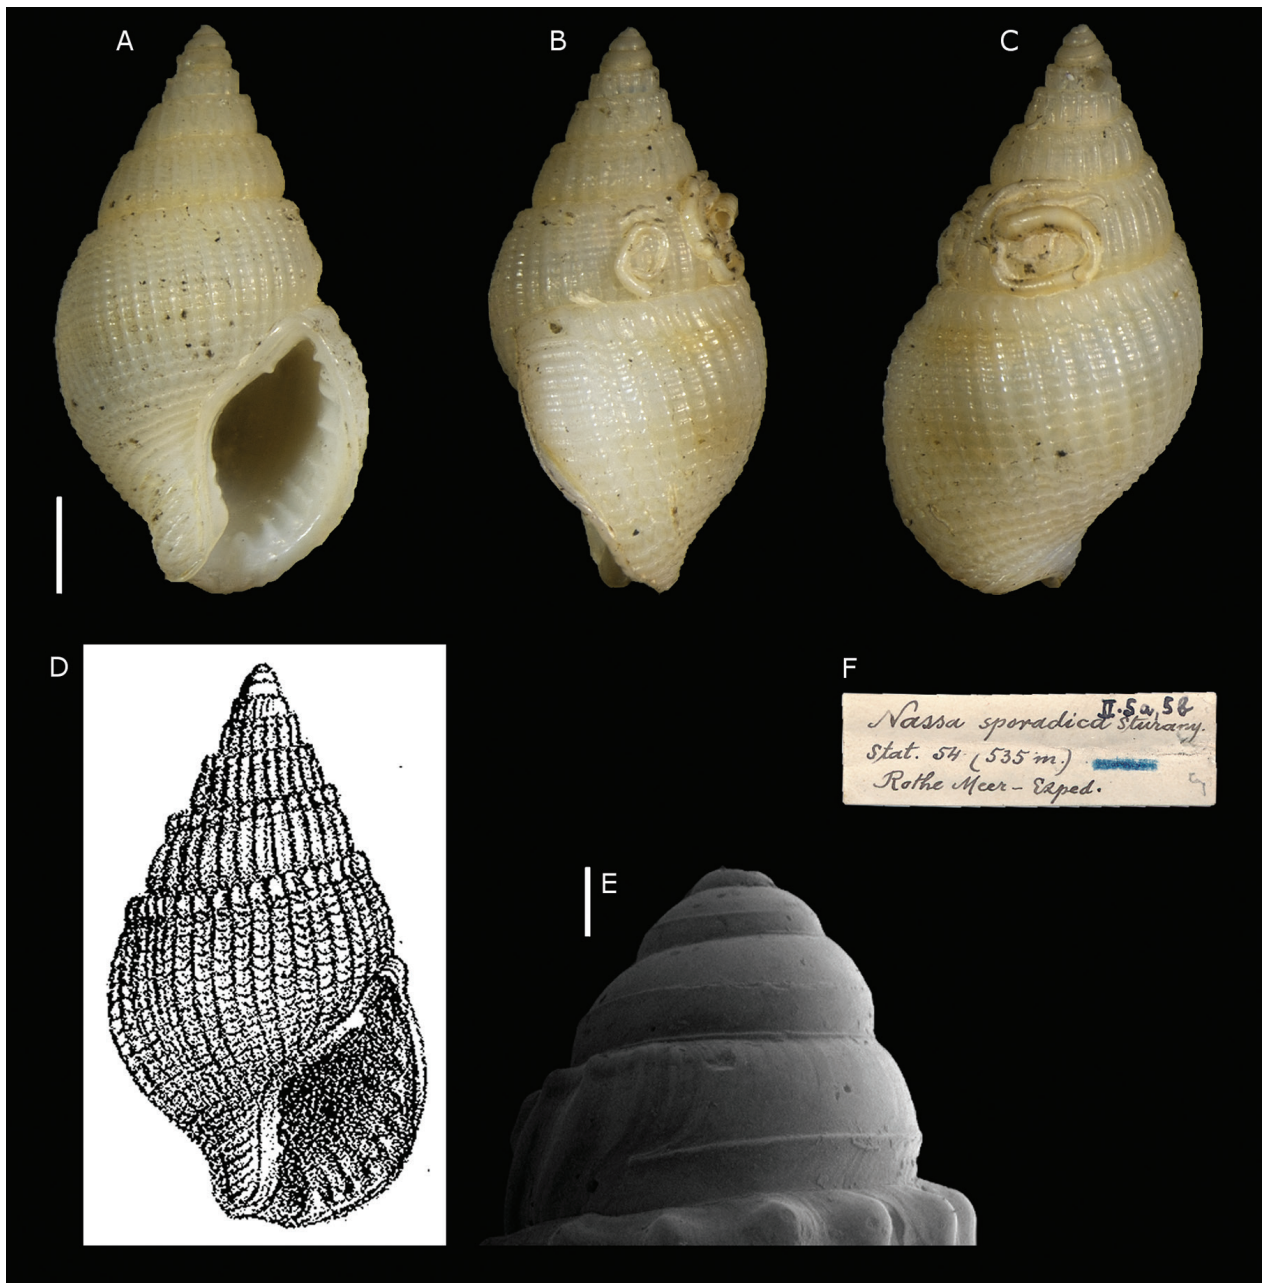 A
B
C
D
F
II. 5a, 5b
Nassa sporadica Sturany.
Stat. 54 (535 m.)
Rothe Meer - Exped.
E